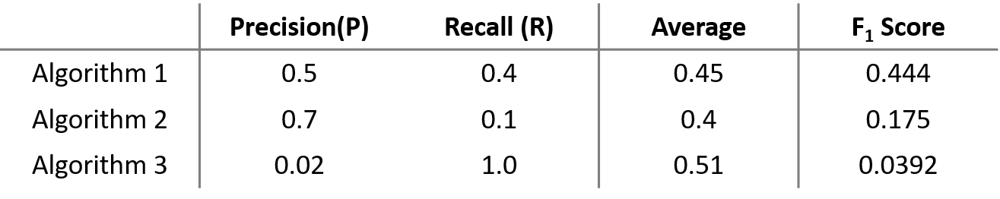 Precision(P) Recall (R) Average F₁ Score
Algorithm 1 0.5 0.4 0.45 0.444
Algorithm 2 0.7 0.1 0.4 0.175
Algorithm 3 0.02 1.0 0.51 0.0392